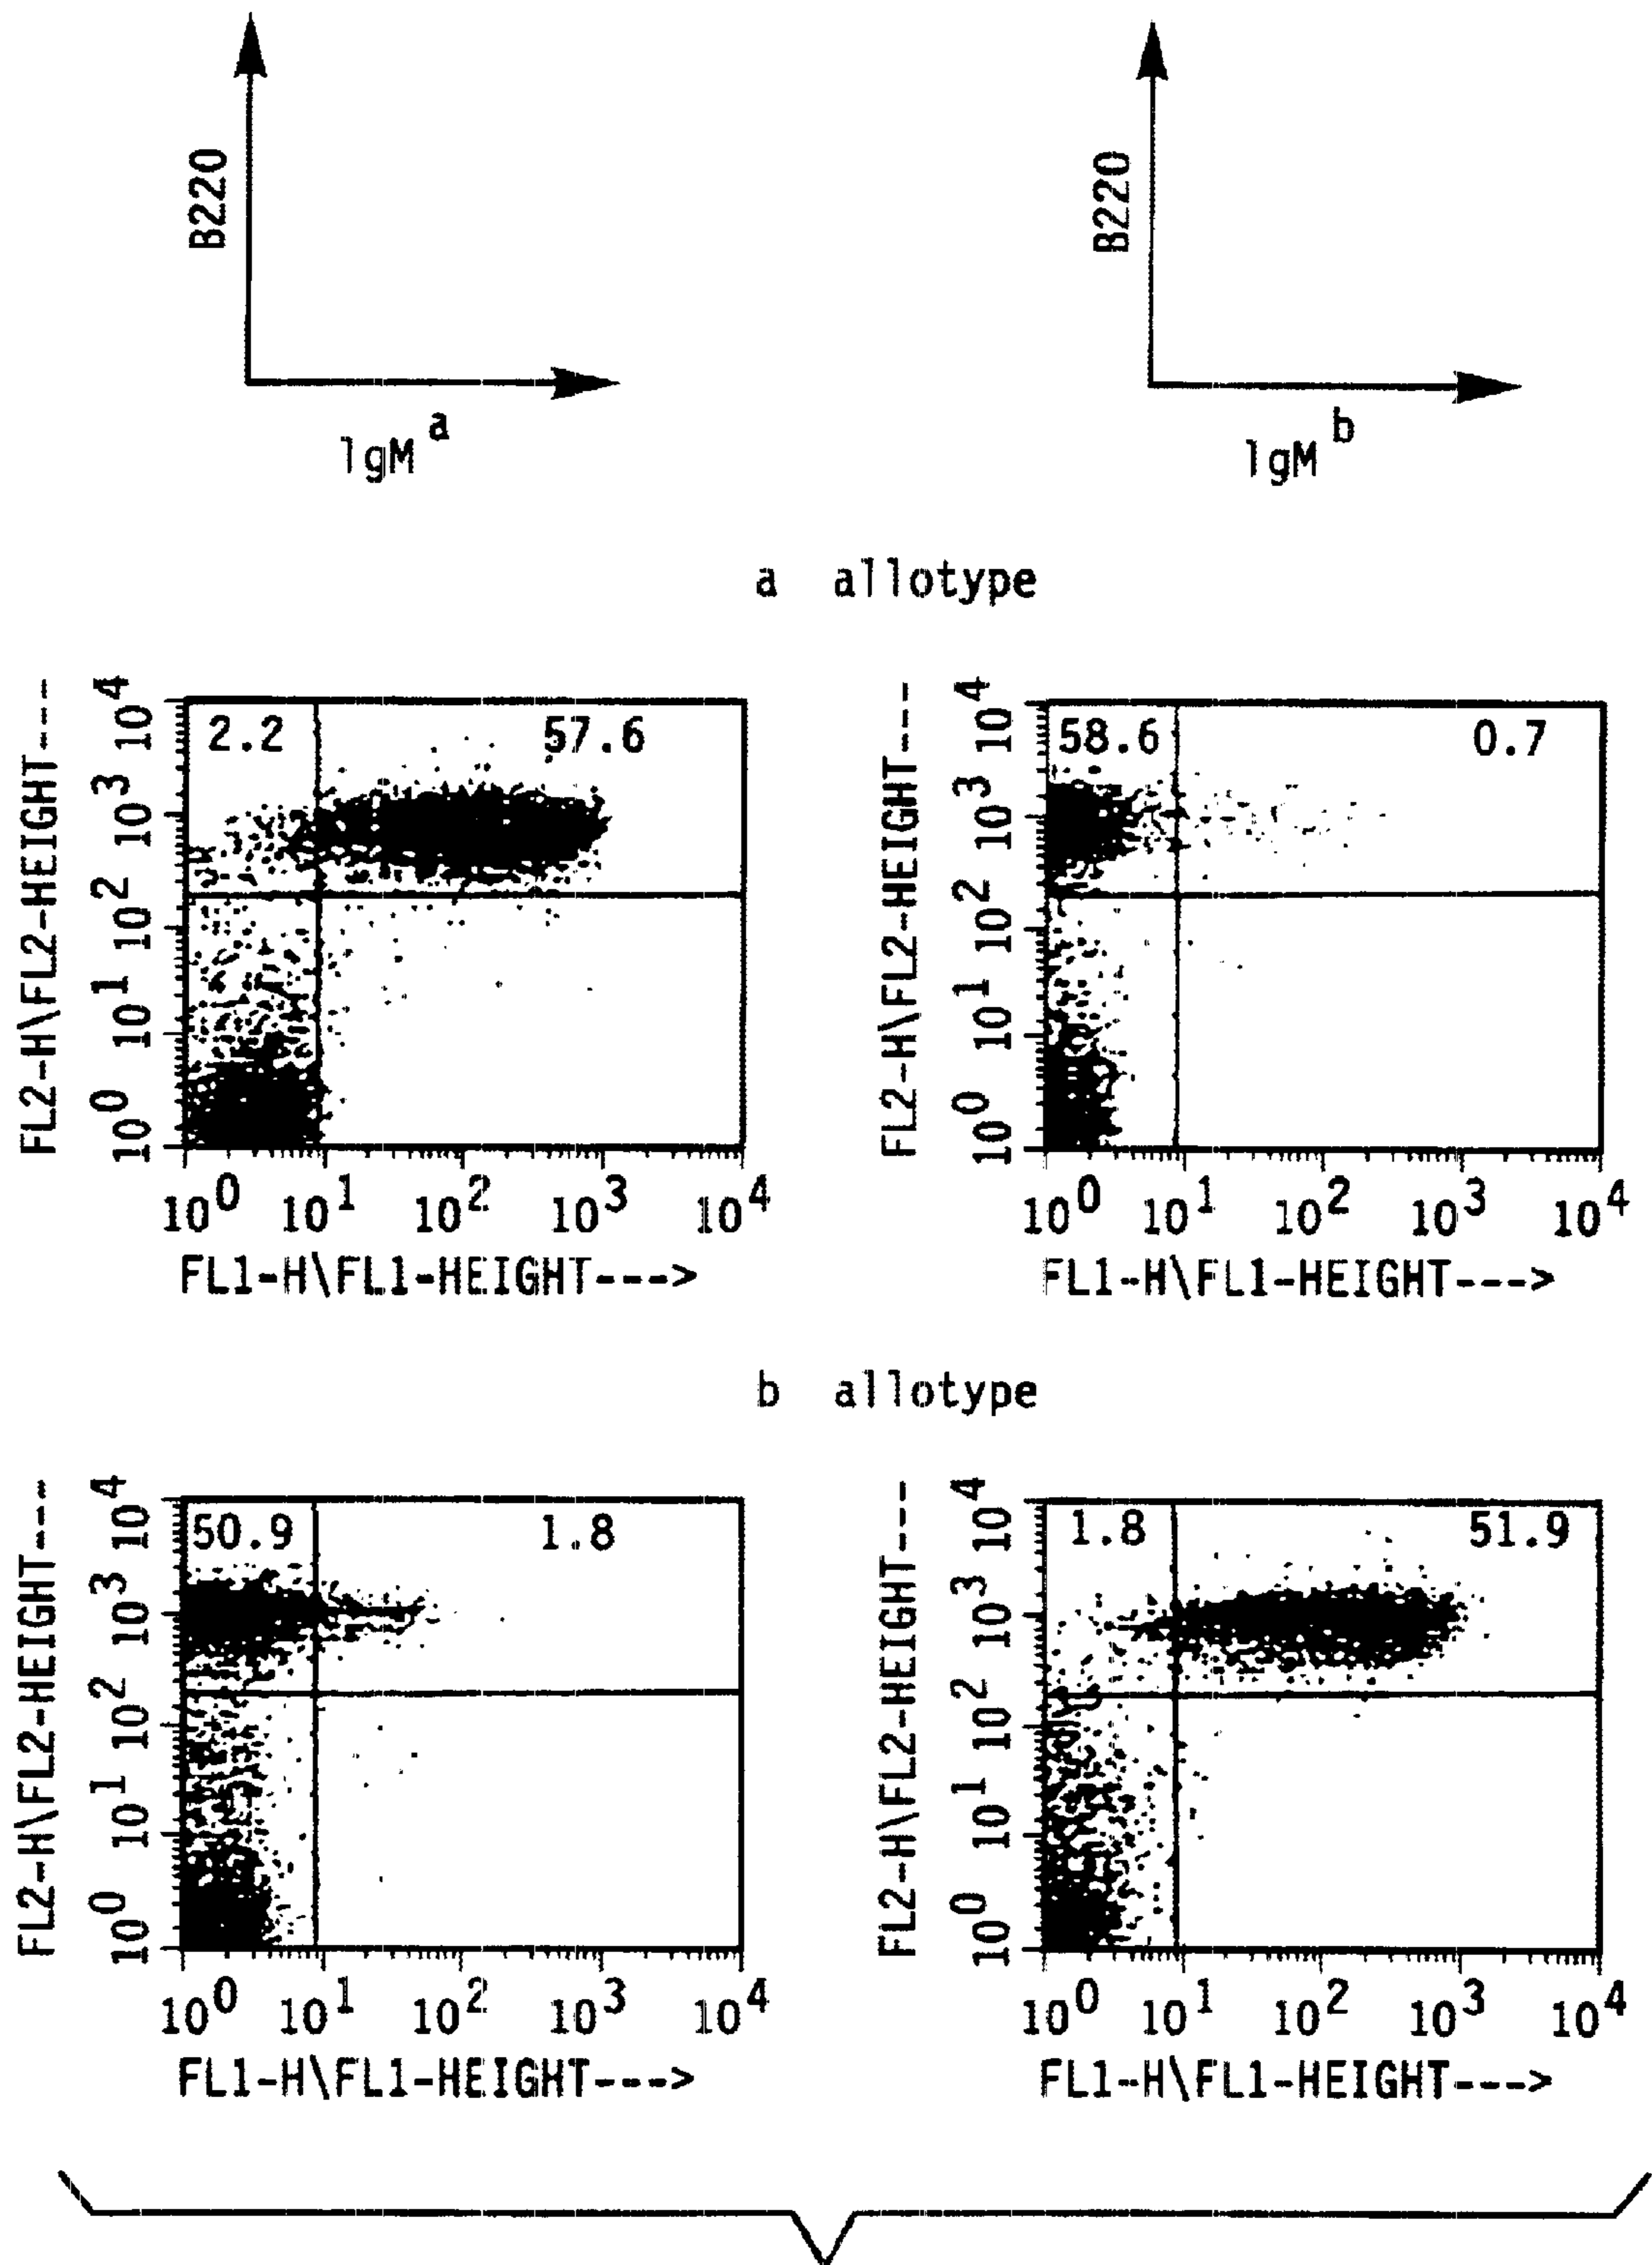 B220
B220
IgM a
IgM b
a allotype
2.2 57.6
58.6 0.7
FL2-H\FL2-HEIGHT---
10^4
10^3
10^2
10^1
10^0
FL2-H\FL2-HEIGHT---
10^4
10^3
10^2
10^1
10^0
10^0 10^1 10^2 10^3 10^4
10^0 10^1 10^2 10^3 10^4
FL1-H\FL1-HEIGHT--->
FL1-H\FL1-HEIGHT--->
b allotype
50.9 1.8
1.8 51.9
FL2-H\FL2-HEIGHT---
10^4
10^3
10^2
10^1
10^0
FL2-H\FL2-HEIGHT---
10^4
10^3
10^2
10^1
10^0
10^0 10^1 10^2 10^3 10^4
10^0 10^1 10^2 10^3 10^4
FL1-H\FL1-HEIGHT--->
FL1-H\FL1-HEIGHT--->